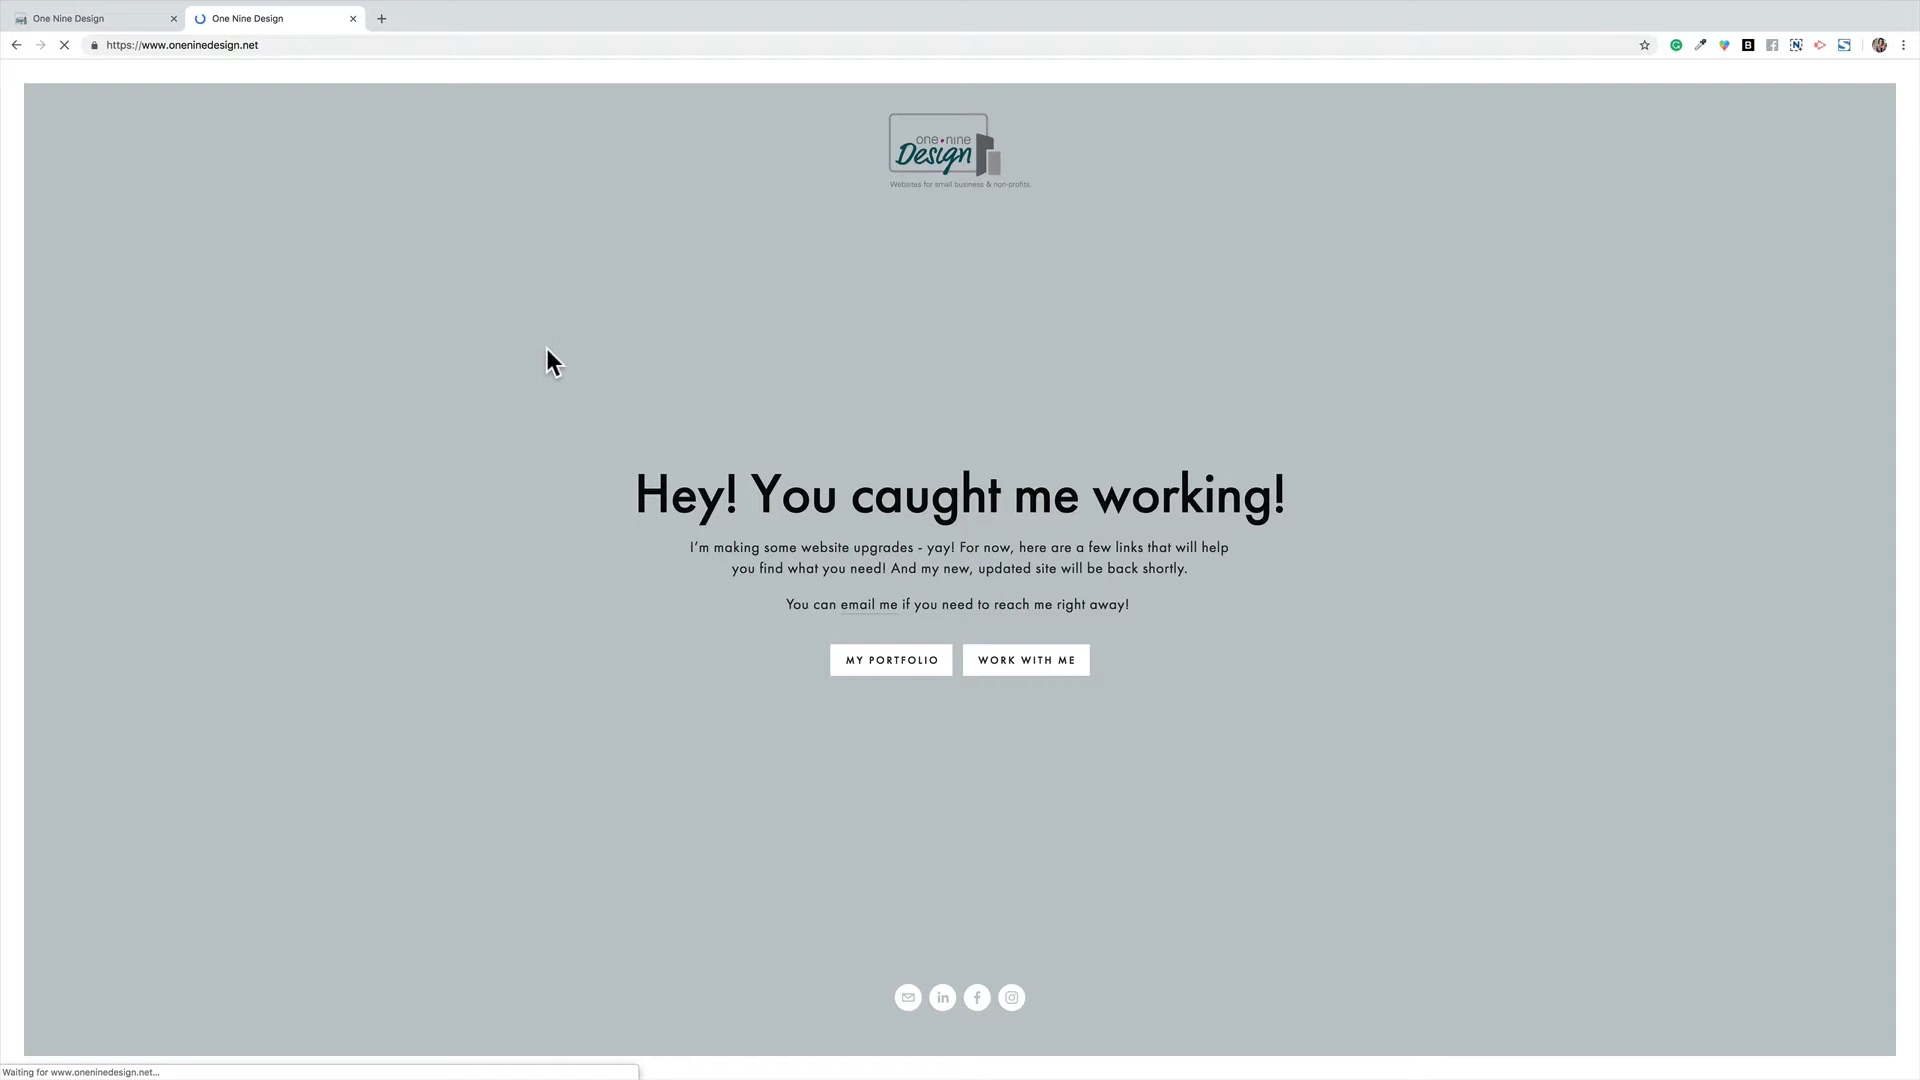 One Nine Design
One Nine Design
https://www.oneninedesign.net
one•nine
Design
Websites for small business & non-profits.
Hey! You caught me working!
I’m making some website upgrades - yay! For now, here are a few links that will help
you find what you need! And my new, updated site will be back shortly.
You can email me if you need to reach me right away!
MY PORTFOLIO WORK WITH ME
Waiting for www.oneninedesign.net...